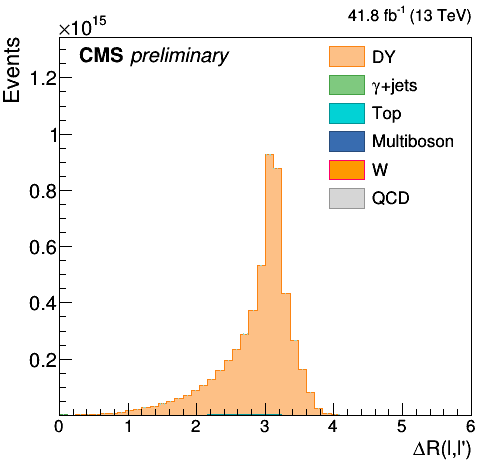 41.8 fb⁻¹ (13 TeV)
×10¹⁵
CMS preliminary
Events
DY
γ+jets
Top
Multiboson
W
QCD
1.2
1
0.8
0.6
0.4
0.2
0 1 2 3 4 5 6
ΔR(l,l')